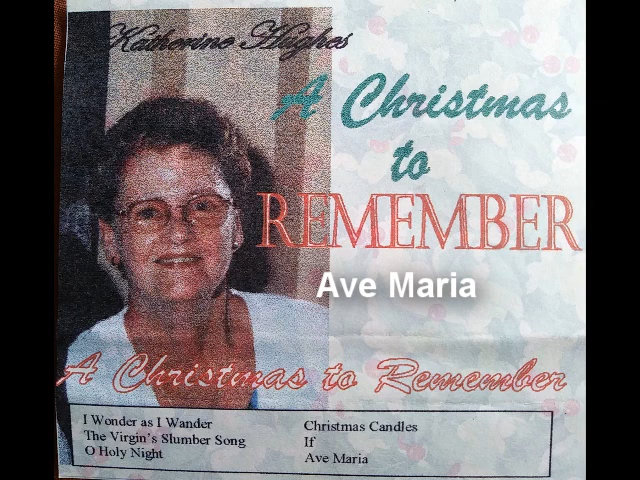 Katherine Hughes
A Christmas
to
REMEMBER
Ave Maria
A Christmas to Remember
I Wonder as I Wander
The Virgin's Slumber Song
O Holy Night
Christmas Candles
If
Ave Maria